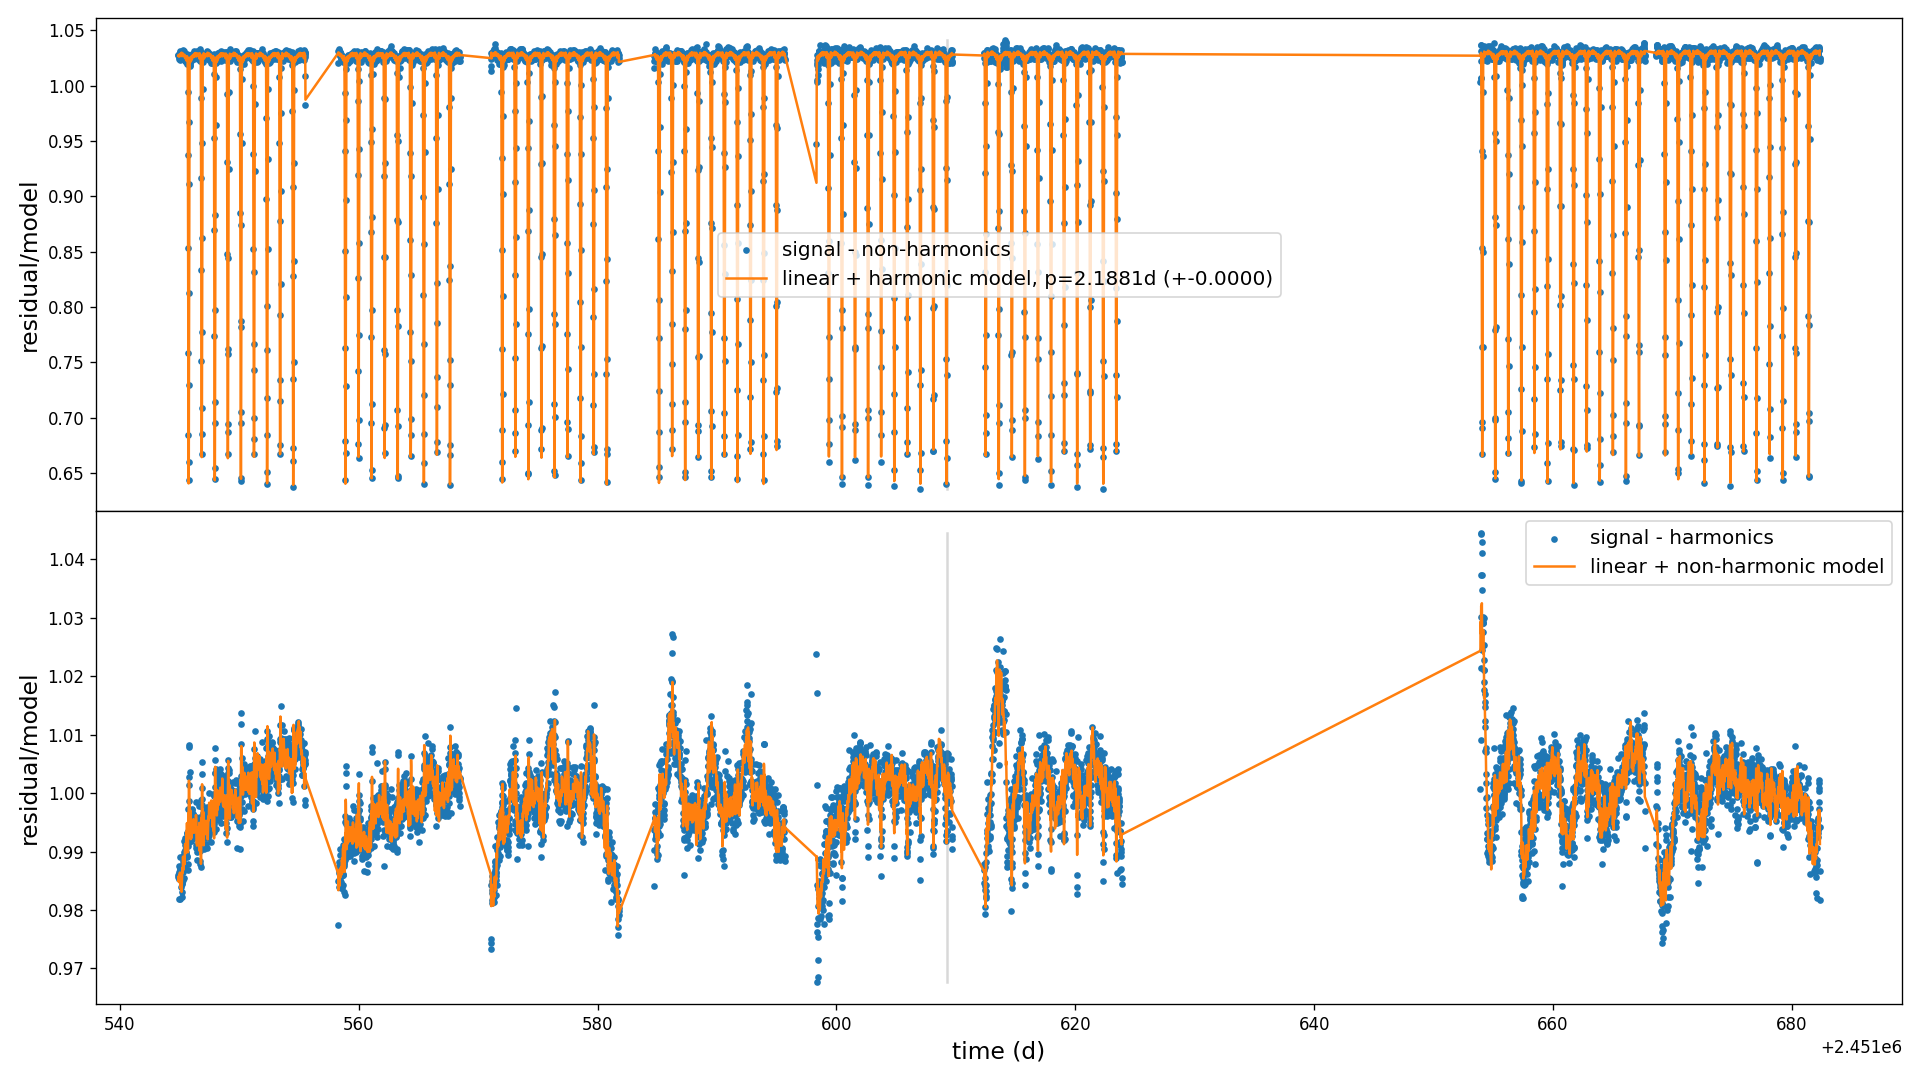 1.05
1.00
0.95
0.90
0.85
0.80
0.75
0.70
0.65
residual/model
signal - non-harmonics
linear + harmonic model, p=2.1881d (+-0.0000)
1.04
1.03
1.02
1.01
1.00
0.99
0.98
0.97
residual/model
signal - harmonics
linear + non-harmonic model
540 560 580 600 620 640 660 680
+2.451e6
time (d)